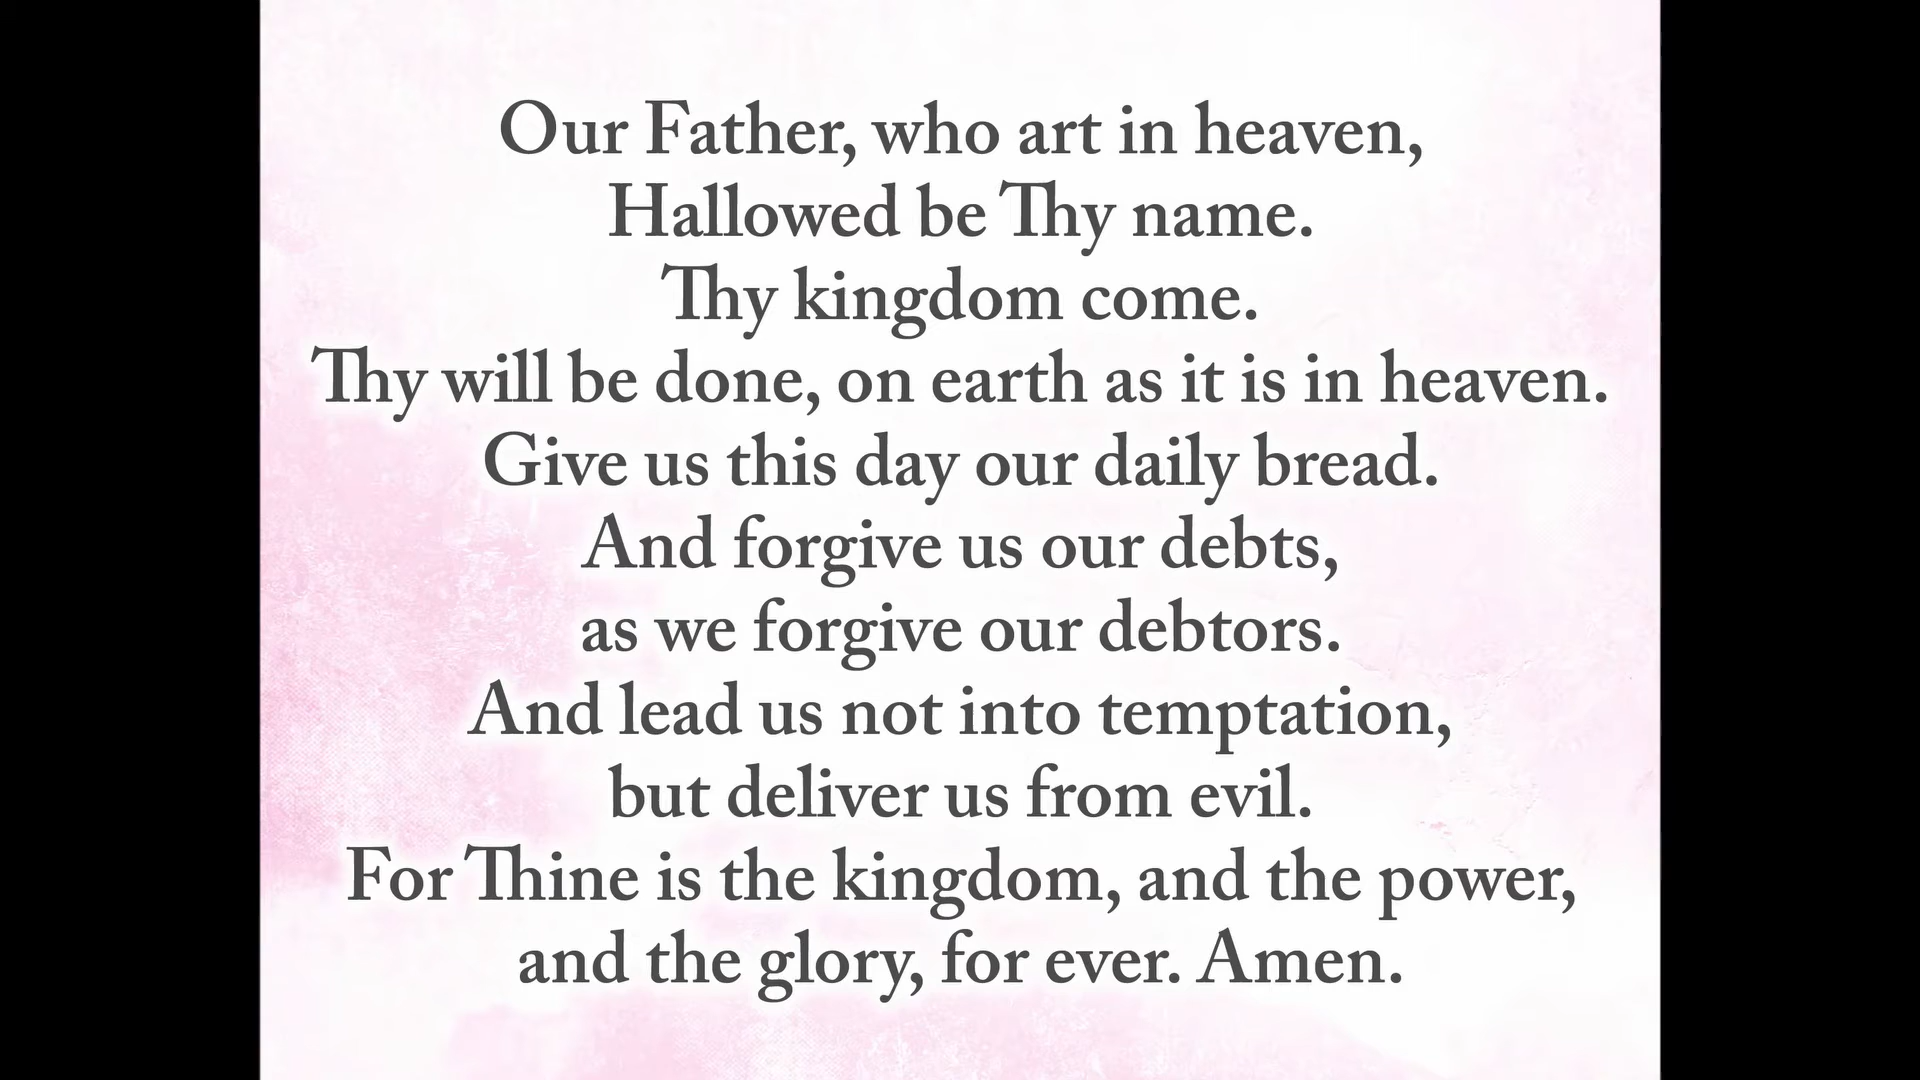 Our Father, who art in heaven,
Hallowed be Thy name.
Thy kingdom come.
Thy will be done, on earth as it is in heaven.
Give us this day our daily bread.
And forgive us our debts,
as we forgive our debtors.
And lead us not into temptation,
but deliver us from evil.
For Thine is the kingdom, and the power,
and the glory, for ever. Amen.